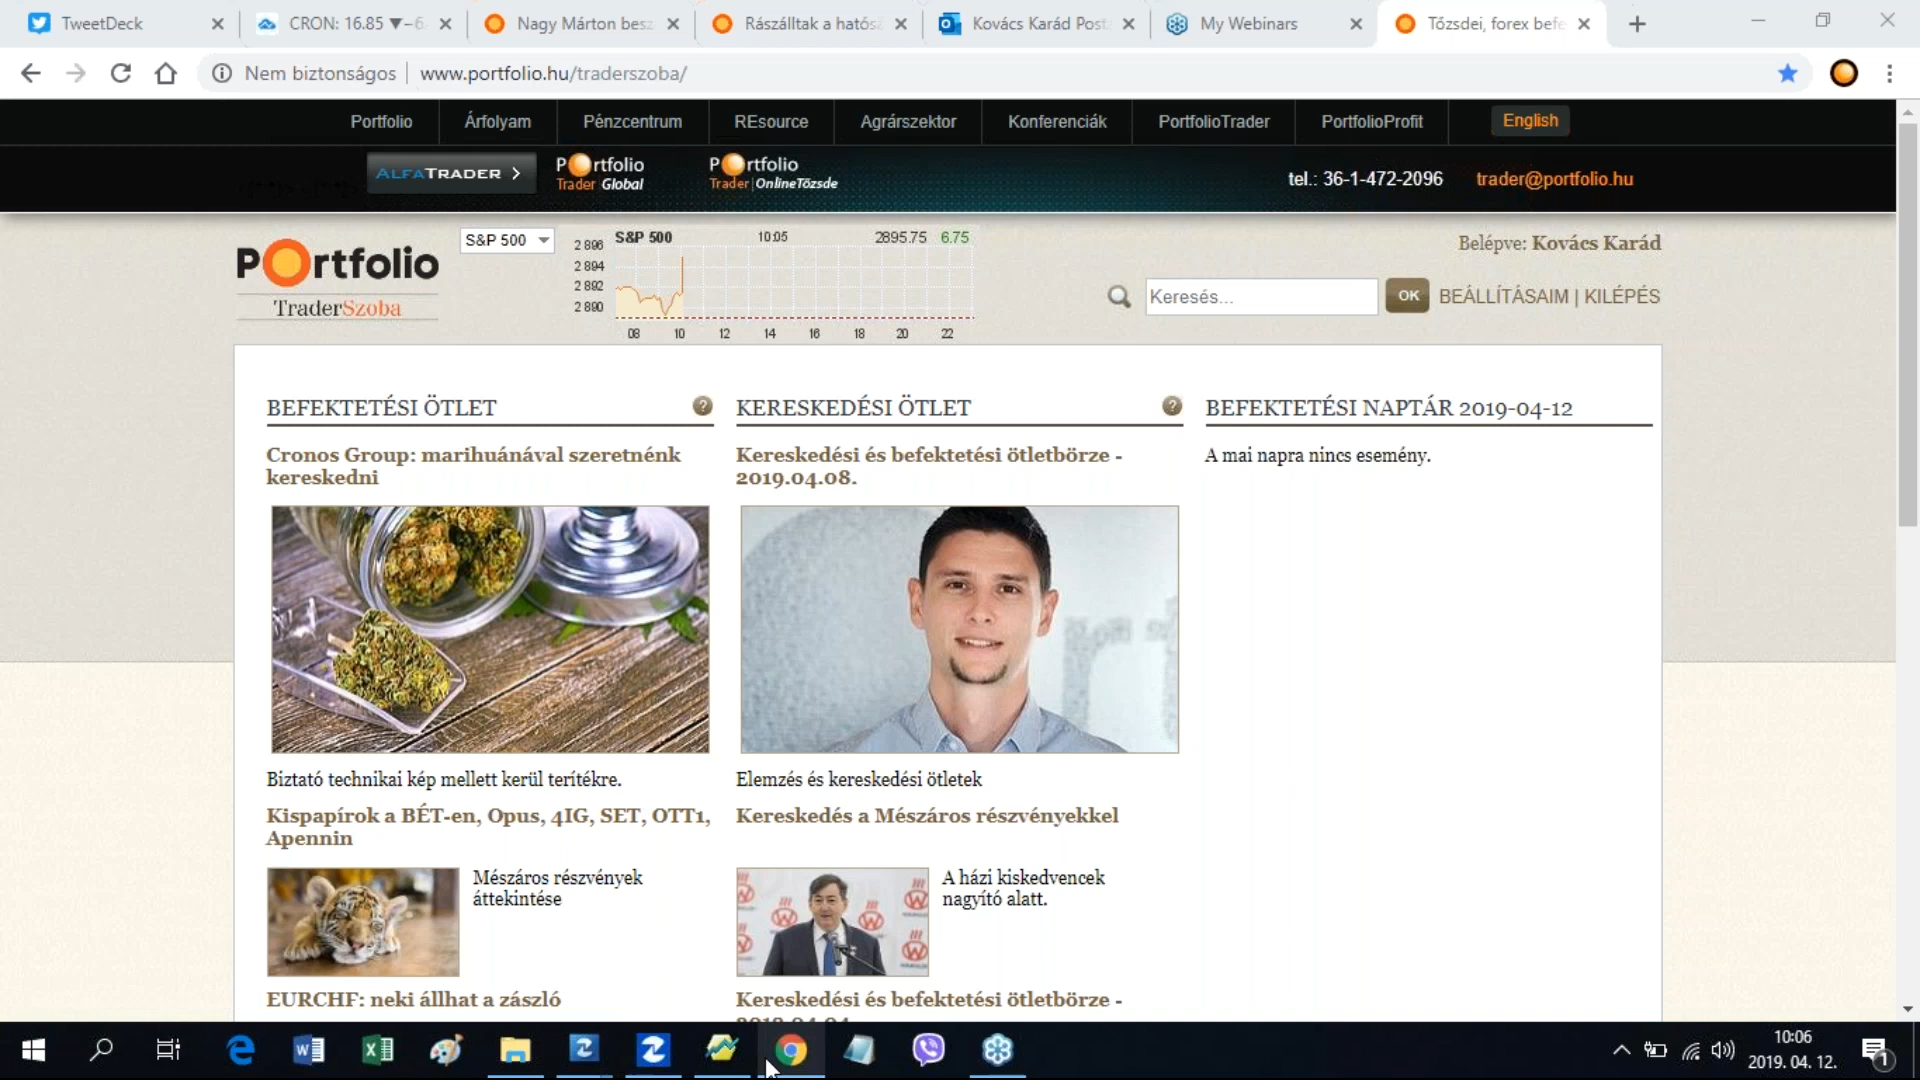 TweetDeck
CRON: 16.85 ▼−6.
Nagy Márton besz
Rászálltak a hatósá
Kovács Karád Post
My Webinars
Tőzsdei, forex befe
Nem biztonságos
www.portfolio.hu/traderszoba/
Portfolio
Árfolyam
Pénzcentrum
REsource
Agrárszektor
Konferenciák
PortfolioTrader
PortfolioProfit
English
ALFATRADER
Portfolio
Trader Global
Portfolio
Trader|OnlineTőzsde
tel.: 36-1-472-2096
trader@portfolio.hu
Portfolio
TraderSzoba
S&P 500
S&P 500 10:05 2895.75 6.75
2 896
2 894
2 892
2 890
08 10 12 14 16 18 20 22
Belépve: Kovács Karád
Keresés...
OK
BEÁLLÍTÁSAIM | KILÉPÉS
BEFEKTETÉSI ÖTLET
Cronos Group: marihuánával szeretnénk
kereskedni
Biztató technikai kép mellett kerül terítékre.
Kispapírok a BÉT-en, Opus, 4IG, SET, OTT1,
Apennin
Mészáros részvények
áttekintése
EURCHF: neki állhat a zászló
KERESKEDÉSI ÖTLET
Kereskedési és befektetési ötletbörze -
2019.04.08.
Elemzés és kereskedési ötletek
Kereskedés a Mészáros részvényekkel
A házi kiskedvencek
nagyító alatt.
Kereskedési és befektetési ötletbörze -
2019.04.04.
BEFEKTETÉSI NAPTÁR 2019-04-12
A mai napra nincs esemény.
10:06
2019. 04. 12.
1